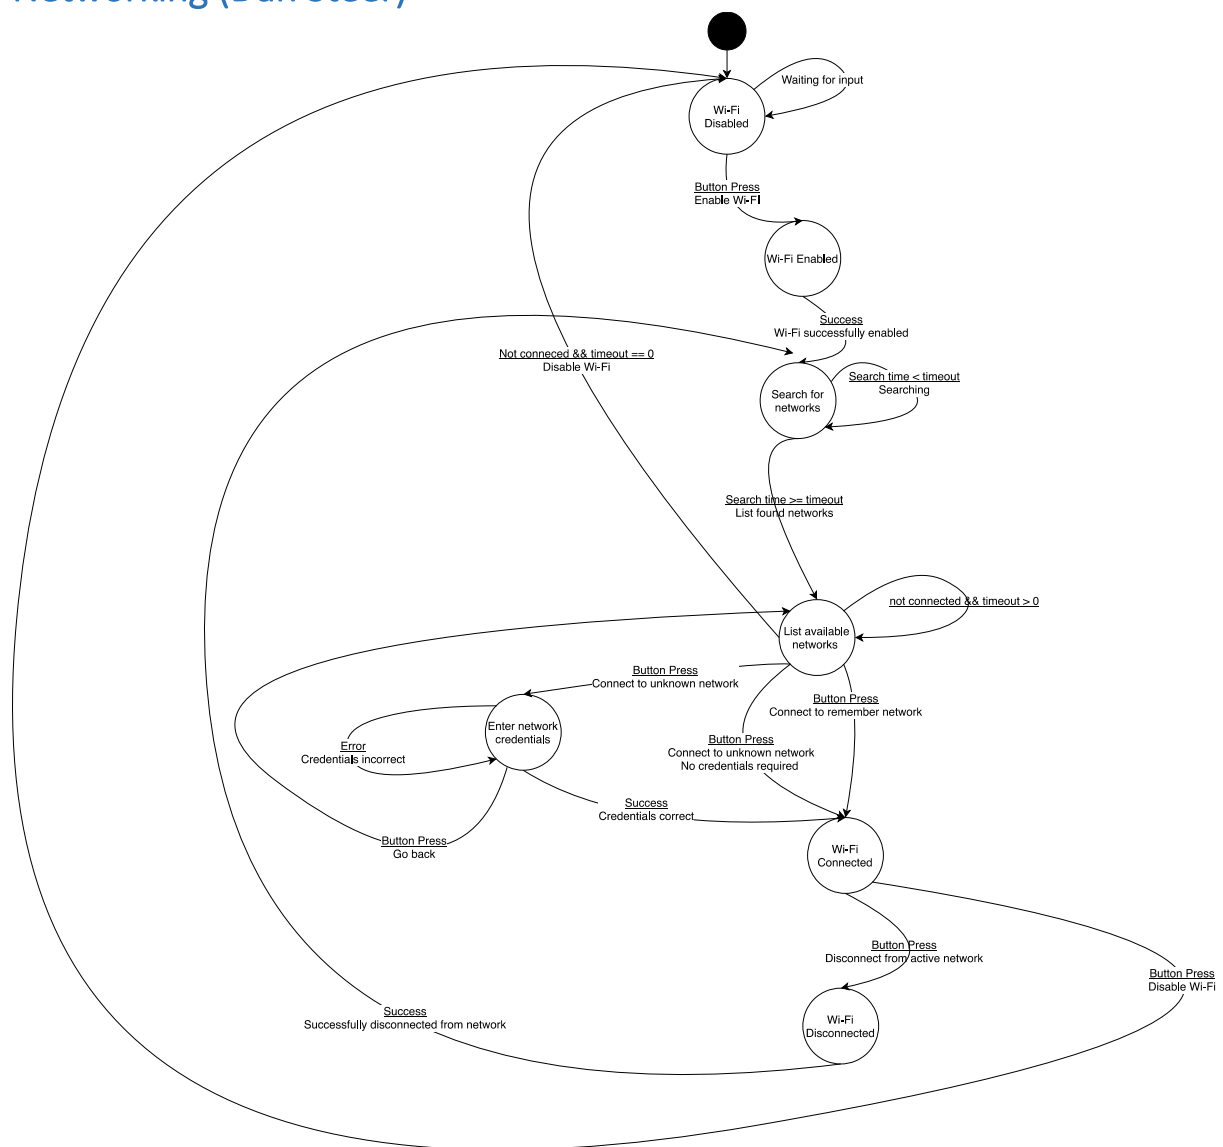 Networking (Dan Steer)
Waiting for input
Wi-Fi
Disabled
Button Press
Enable Wi-FI
Wi-Fi Enabled
Success
Wi-Fi successfully enabled
Not conneced && timeout == 0
Disable Wi-Fi
Search time < timeout
Searching
Search for
networks
Search time >= timeout
List found networks
not connected && timeout > 0
List available
networks
Button Press
Connect to unknown network
Button Press
Connect to remember network
Enter network
credentials
Error
Credentials incorrect
Button Press
Connect to unknown network
No credentials required
Success
Credentials correct
Button Press
Go back
Wi-Fi
Connected
Button Press
Disconnect from active network
Button Press
Disable Wi-Fi
Success
Successfully disconnected from network
Wi-Fi
Disconnected